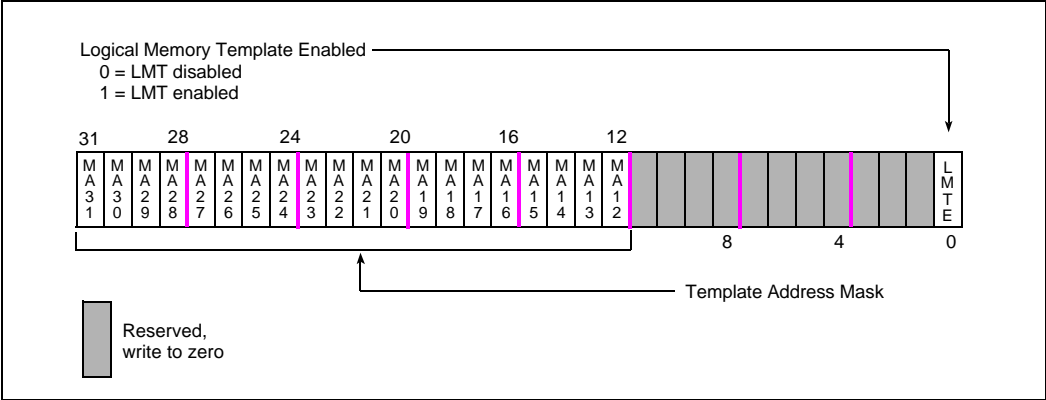 Logical Memory Template Enabled
0 = LMT disabled
1 = LMT enabled
31 28 24 20 16 12
MA31 MA30 MA29 MA28 MA27 MA26 MA25 MA24 MA23 MA22 MA21 MA20 MA19 MA18 MA17 MA16 MA15 MA14 MA13 MA12 LMTE
8 4 0
Template Address Mask
Reserved,
write to zero